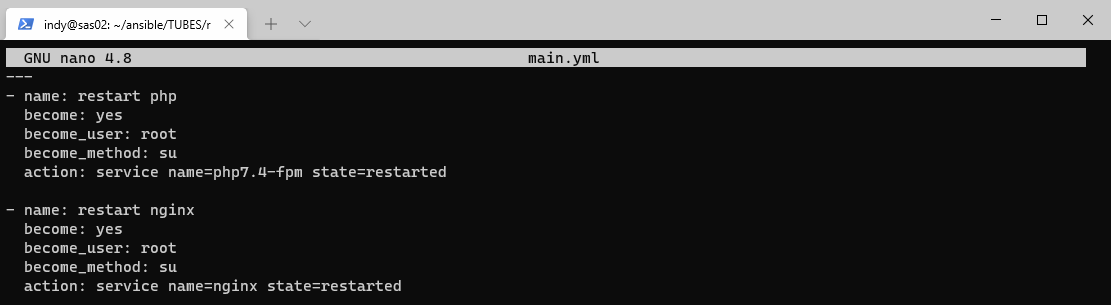 indy@sas02: ~/ansible/TUBES/r
GNU nano 4.8 main.yml
---
- name: restart php
  become: yes
  become_user: root
  become_method: su
  action: service name=php7.4-fpm state=restarted

- name: restart nginx
  become: yes
  become_user: root
  become_method: su
  action: service name=nginx state=restarted